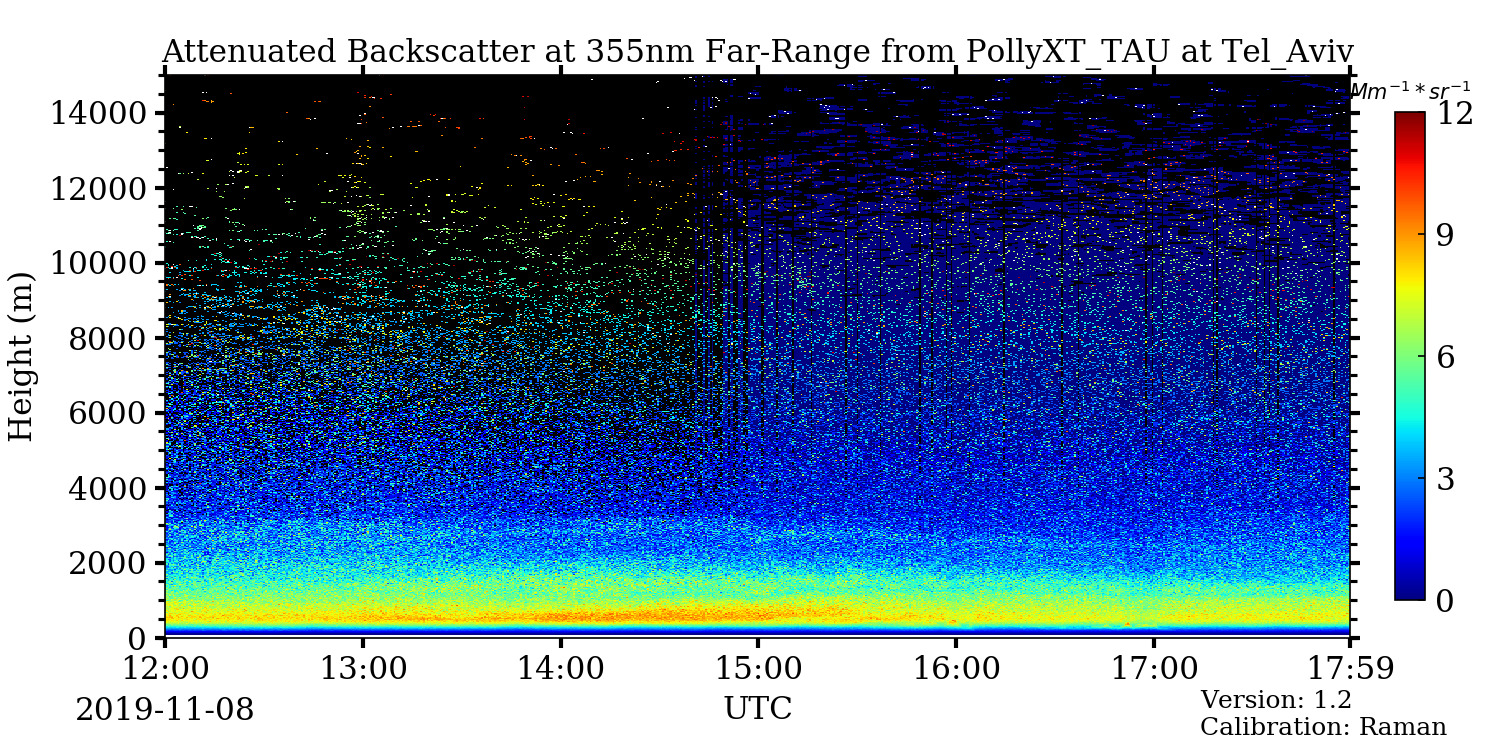 Attenuated Backscatter at 355nm Far-Range from PollyXT_TAU at Tel_Aviv
Mm⁻¹ * sr⁻¹
12
9
6
3
0
14000
12000
10000
8000
6000
4000
2000
0
Height (m)
12:00 13:00 14:00 15:00 16:00 17:00 17:59
2019-11-08 UTC Version: 1.2
Calibration: Raman